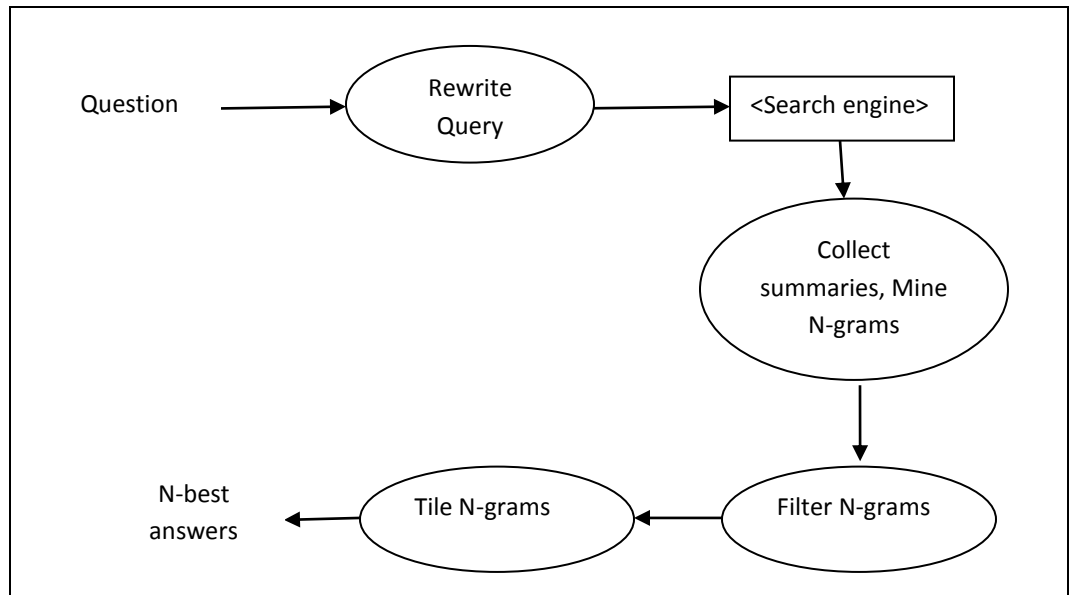 Question
Rewrite
Query
<Search engine>
Collect
summaries, Mine
N-grams
Filter N-grams
Tile N-grams
N-best
answers